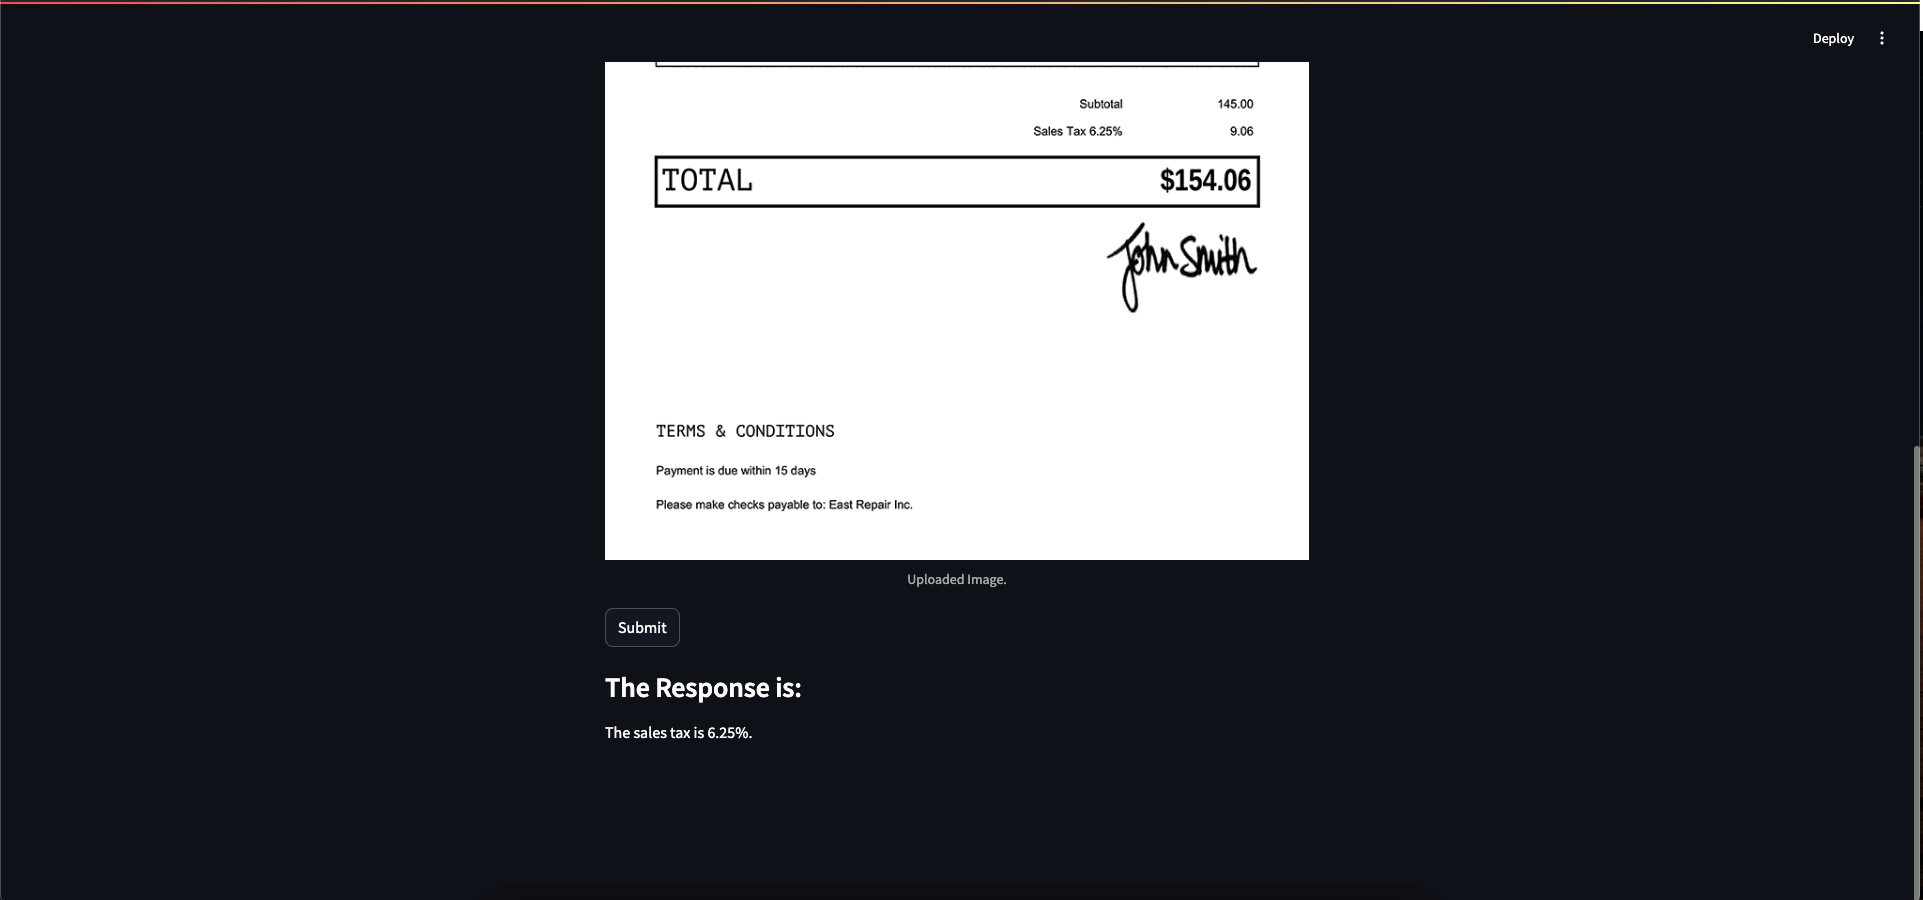 Deploy
Subtotal 145.00
Sales Tax 6.25% 9.06
TOTAL $154.06
John Smith
TERMS & CONDITIONS
Payment is due within 15 days
Please make checks payable to: East Repair Inc.
Uploaded Image.
Submit
The Response is:
The sales tax is 6.25%.